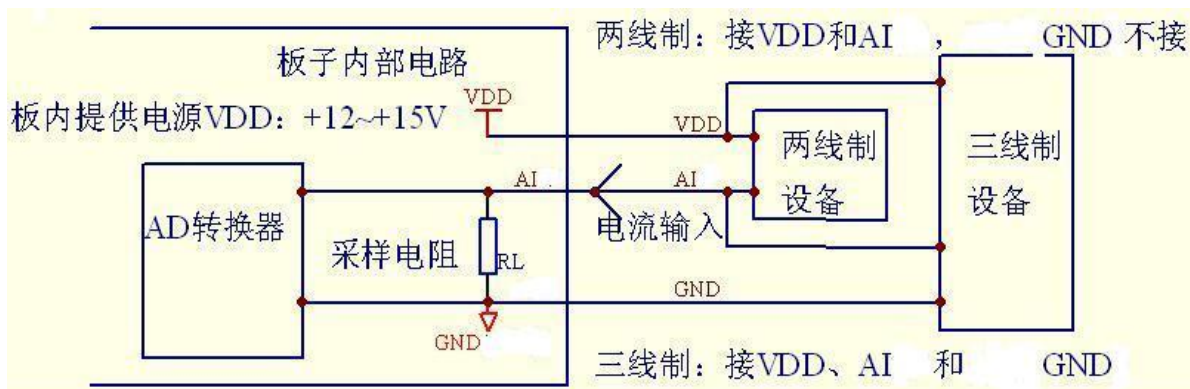 两线制：接VDD和AI ， GND 不接
板子内部电路
VDD
板内提供电源VDD：+12~+15V
VDD
两线制
设备
三线制
设备
AI .
AI
电流输入
AD转换器
采样电阻
RL
GND
GND
三线制：接VDD、AI 和 GND